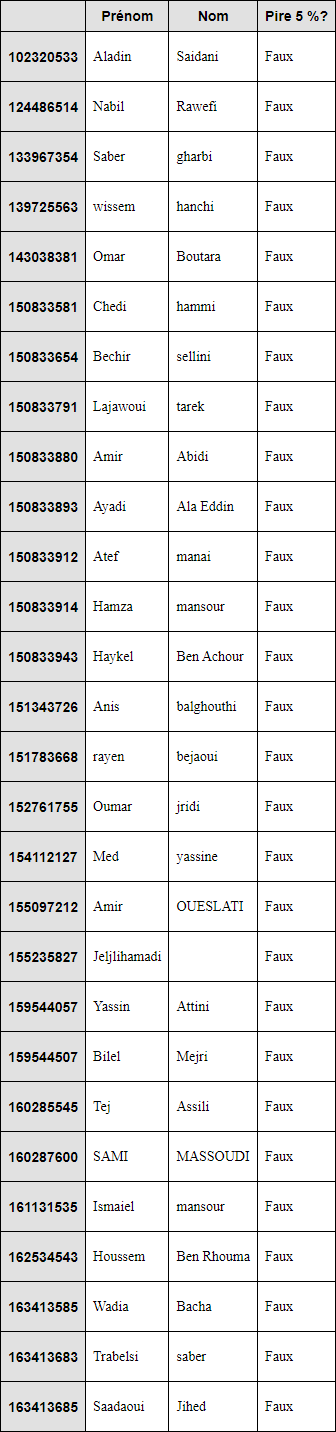 Prénom Nom Pire 5 %?
102320533 Aladin Saidani Faux
124486514 Nabil Rawefi Faux
133967354 Saber gharbi Faux
139725563 wissem hanchi Faux
143038381 Omar Boutara Faux
150833581 Chedi hammi Faux
150833654 Bechir sellini Faux
150833791 Lajawoui tarek Faux
150833880 Amir Abidi Faux
150833893 Ayadi Ala Eddin Faux
150833912 Atef manai Faux
150833914 Hamza mansour Faux
150833943 Haykel Ben Achour Faux
151343726 Anis balghouthi Faux
151783668 rayen bejaoui Faux
152761755 Oumar jridi Faux
154112127 Med yassine Faux
155097212 Amir OUESLATI Faux
155235827 Jeljlihamadi Faux
159544057 Yassin Attini Faux
159544507 Bilel Mejri Faux
160285545 Tej Assili Faux
160287600 SAMI MASSOUDI Faux
161131535 Ismaiel mansour Faux
162534543 Houssem Ben Rhouma Faux
163413585 Wadia Bacha Faux
163413683 Trabelsi saber Faux
163413685 Saadaoui Jihed Faux